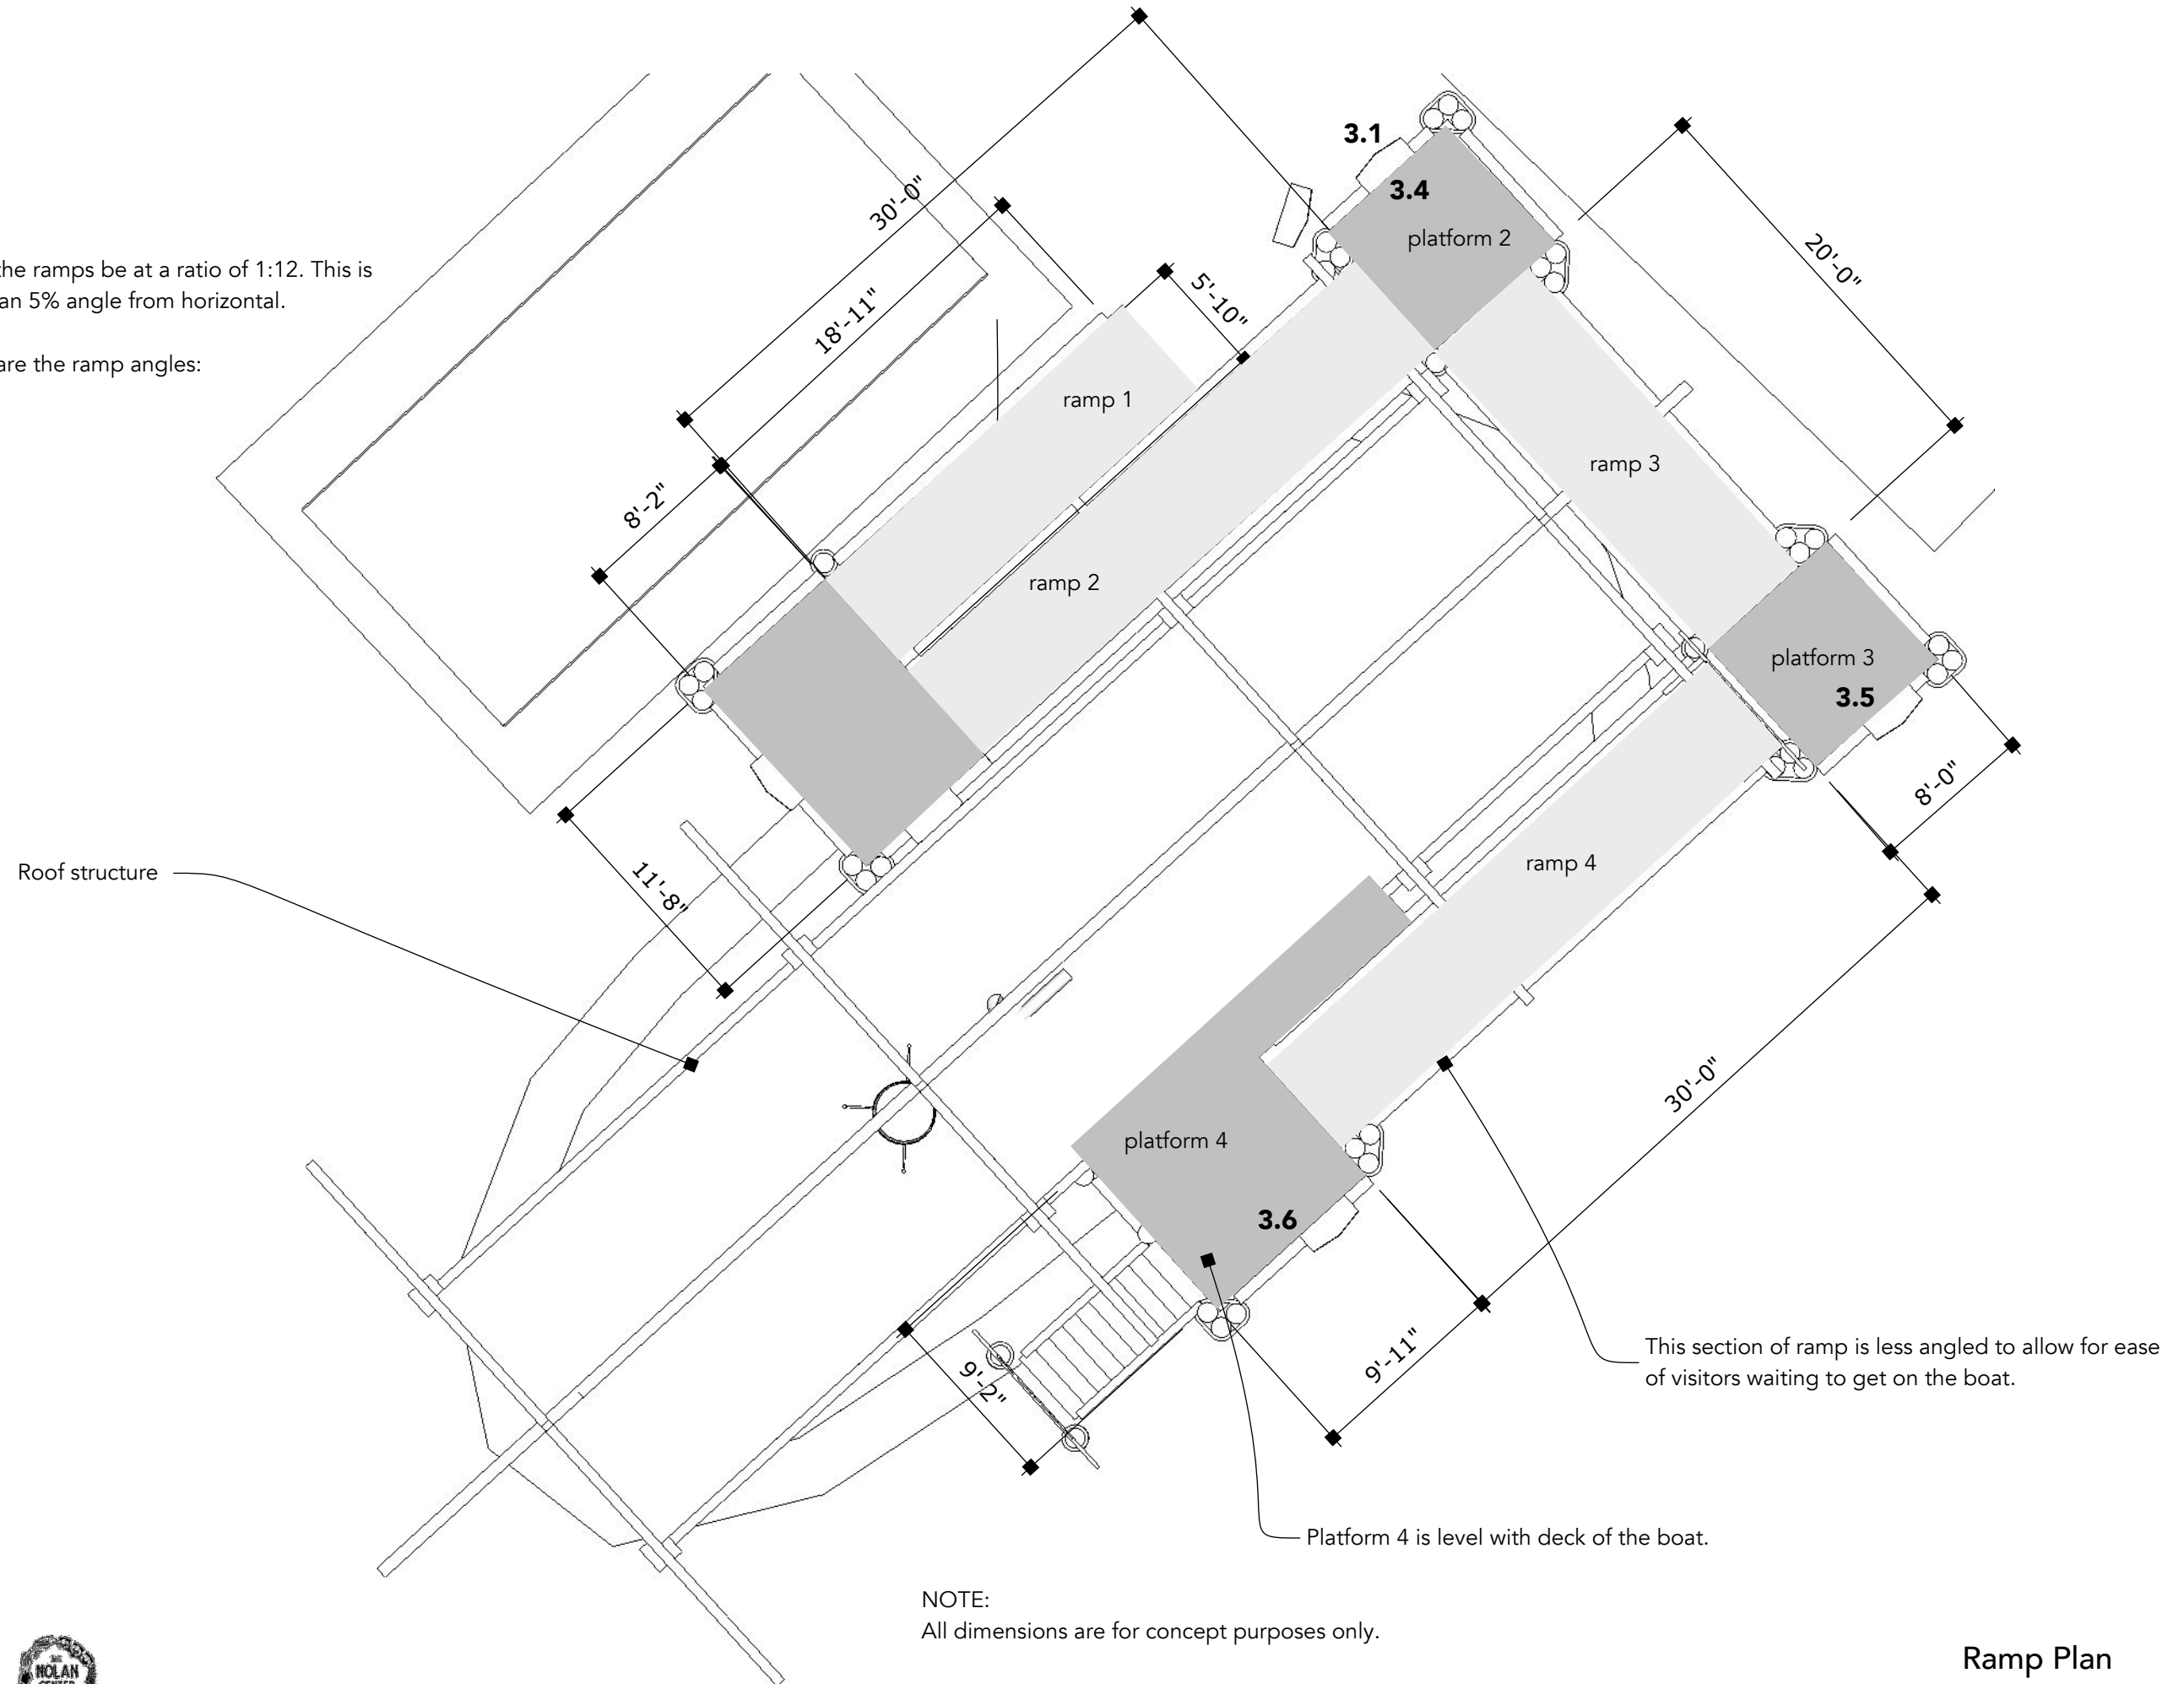 the ramps be at a ratio of 1:12. This is
an 5% angle from horizontal.
are the ramp angles:
30'-0"
18'-11"
5'-10"
8'-2"
11'-8"
3.1
3.4
platform 2
20'-0"
ramp 1
ramp 2
ramp 3
platform 3
3.5
8'-0"
ramp 4
Roof structure
30'-0"
platform 4
3.6
9'-11"
9'-2"
This section of ramp is less angled to allow for ease
of visitors waiting to get on the boat.
Platform 4 is level with deck of the boat.
NOTE:
All dimensions are for concept purposes only.
NOLAN
Ramp Plan